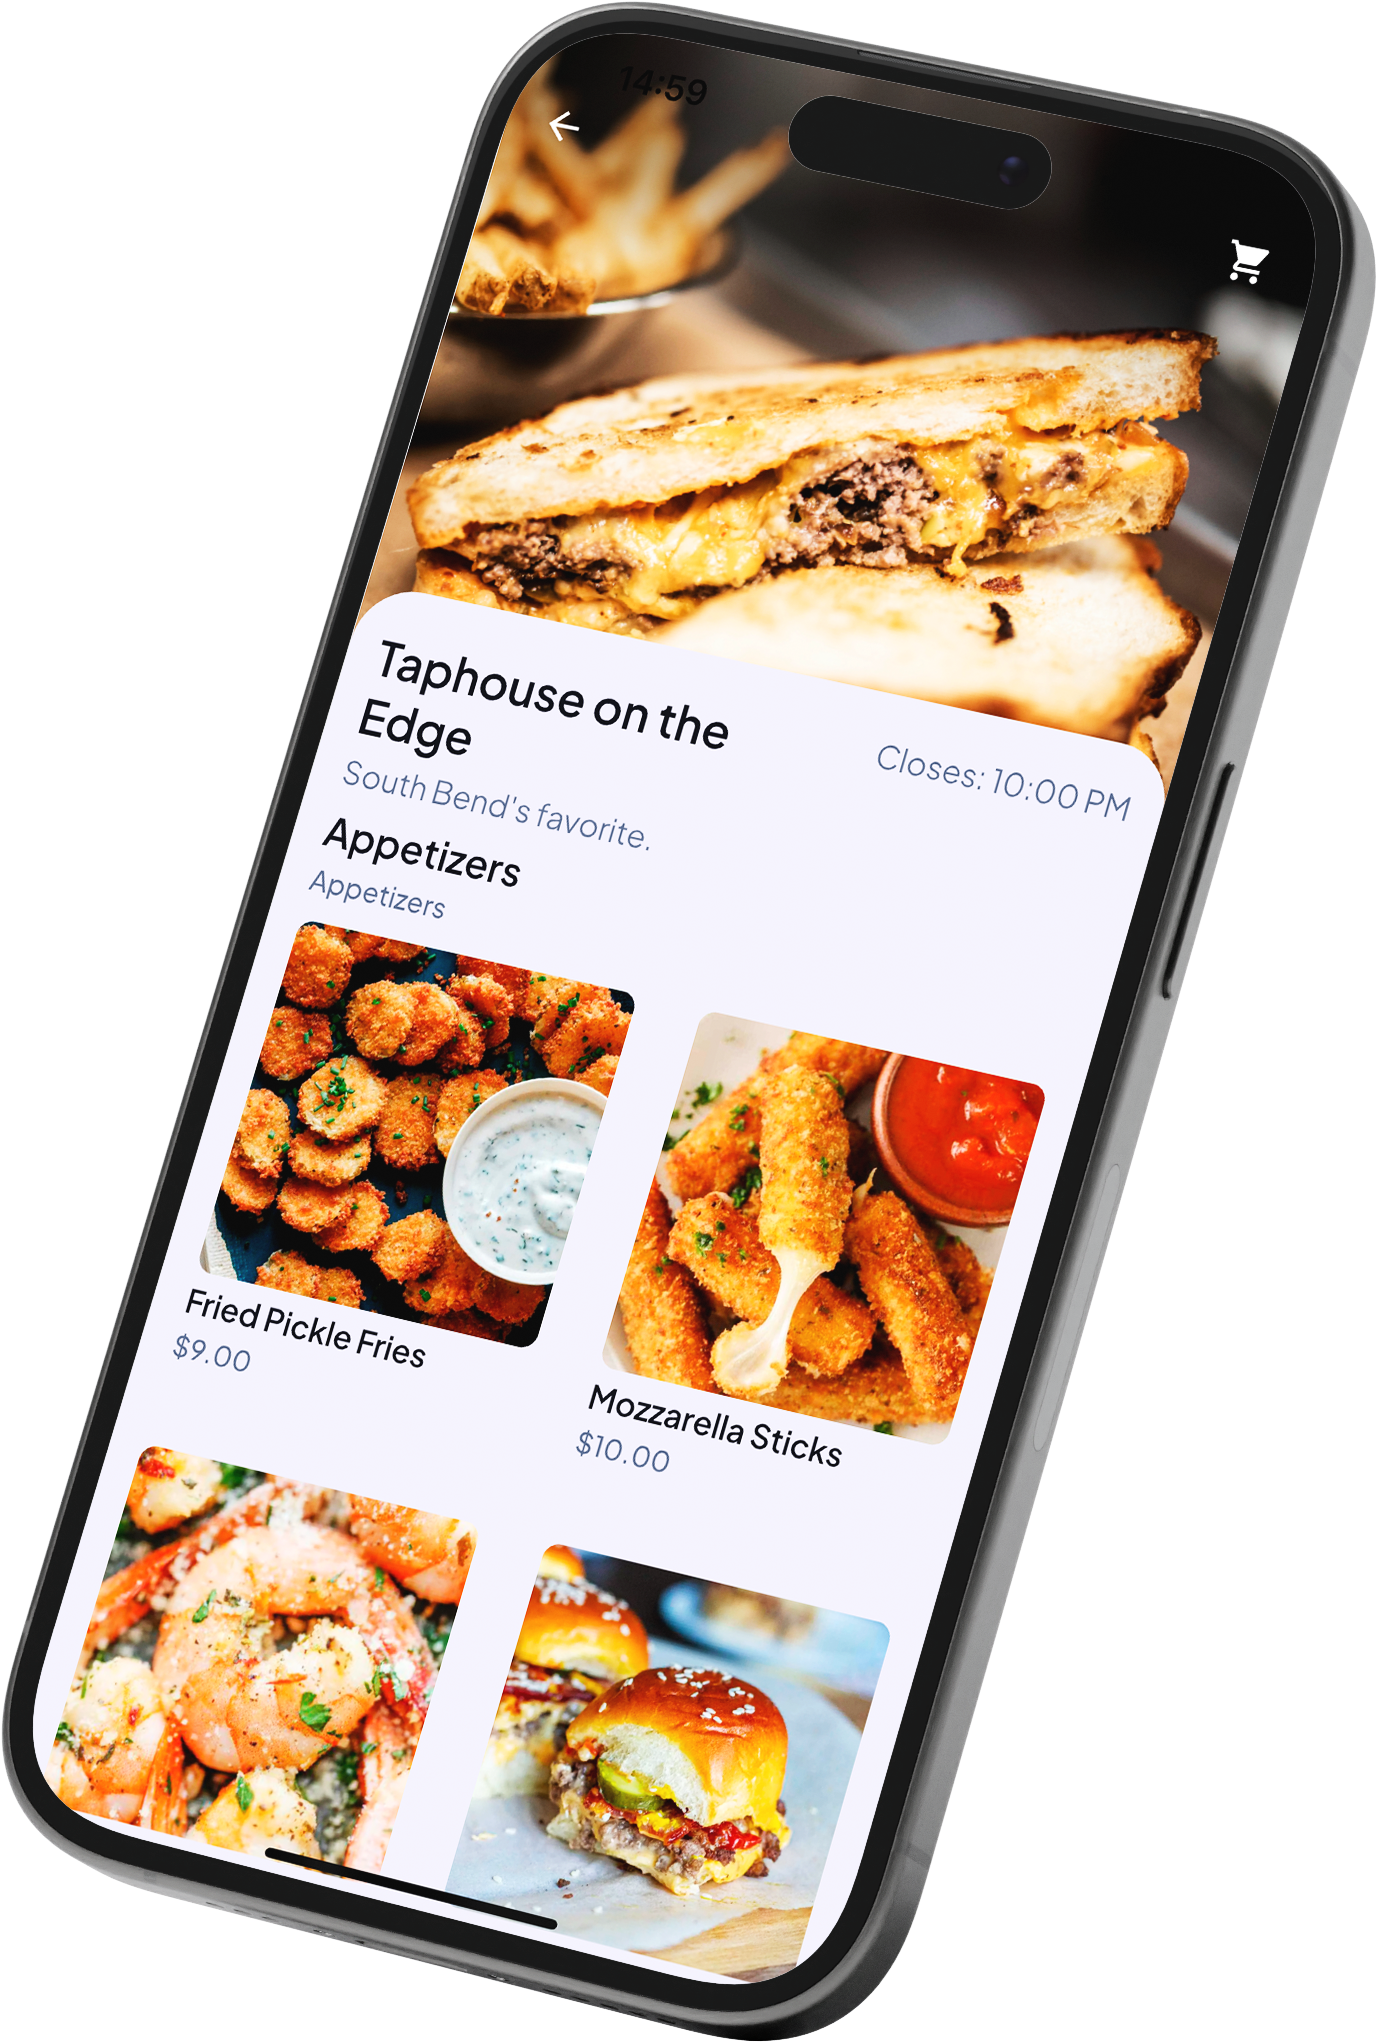 14:59
Taphouse on the
Edge
Closes: 10:00 PM
South Bend's favorite.
Appetizers
Appetizers
Fried Pickle Fries
$9.00
Mozzarella Sticks
$10.00